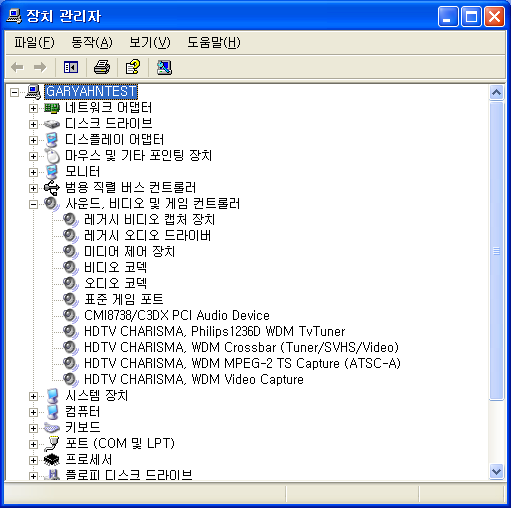 장치 관리자
파일(F) 동작(A) 보기(V) 도움말(H)
GARYAHNTEST
네트워크 어댑터
디스크 드라이브
디스플레이 어댑터
마우스 및 기타 포인팅 장치
모니터
범용 직렬 버스 컨트롤러
사운드, 비디오 및 게임 컨트롤러
레거시 비디오 캡처 장치
레거시 오디오 드라이버
미디어 제어 장치
비디오 코덱
오디오 코덱
표준 게임 포트
CMI8738/C3DX PCI Audio Device
HDTV CHARISMA, Philips1236D WDM TvTuner
HDTV CHARISMA, WDM Crossbar (Tuner/SVHS/Video)
HDTV CHARISMA, WDM MPEG-2 TS Capture (ATSC-A)
HDTV CHARISMA, WDM Video Capture
시스템 장치
컴퓨터
키보드
포트 (COM 및 LPT)
프로세서
플로피 디스크 드라이브